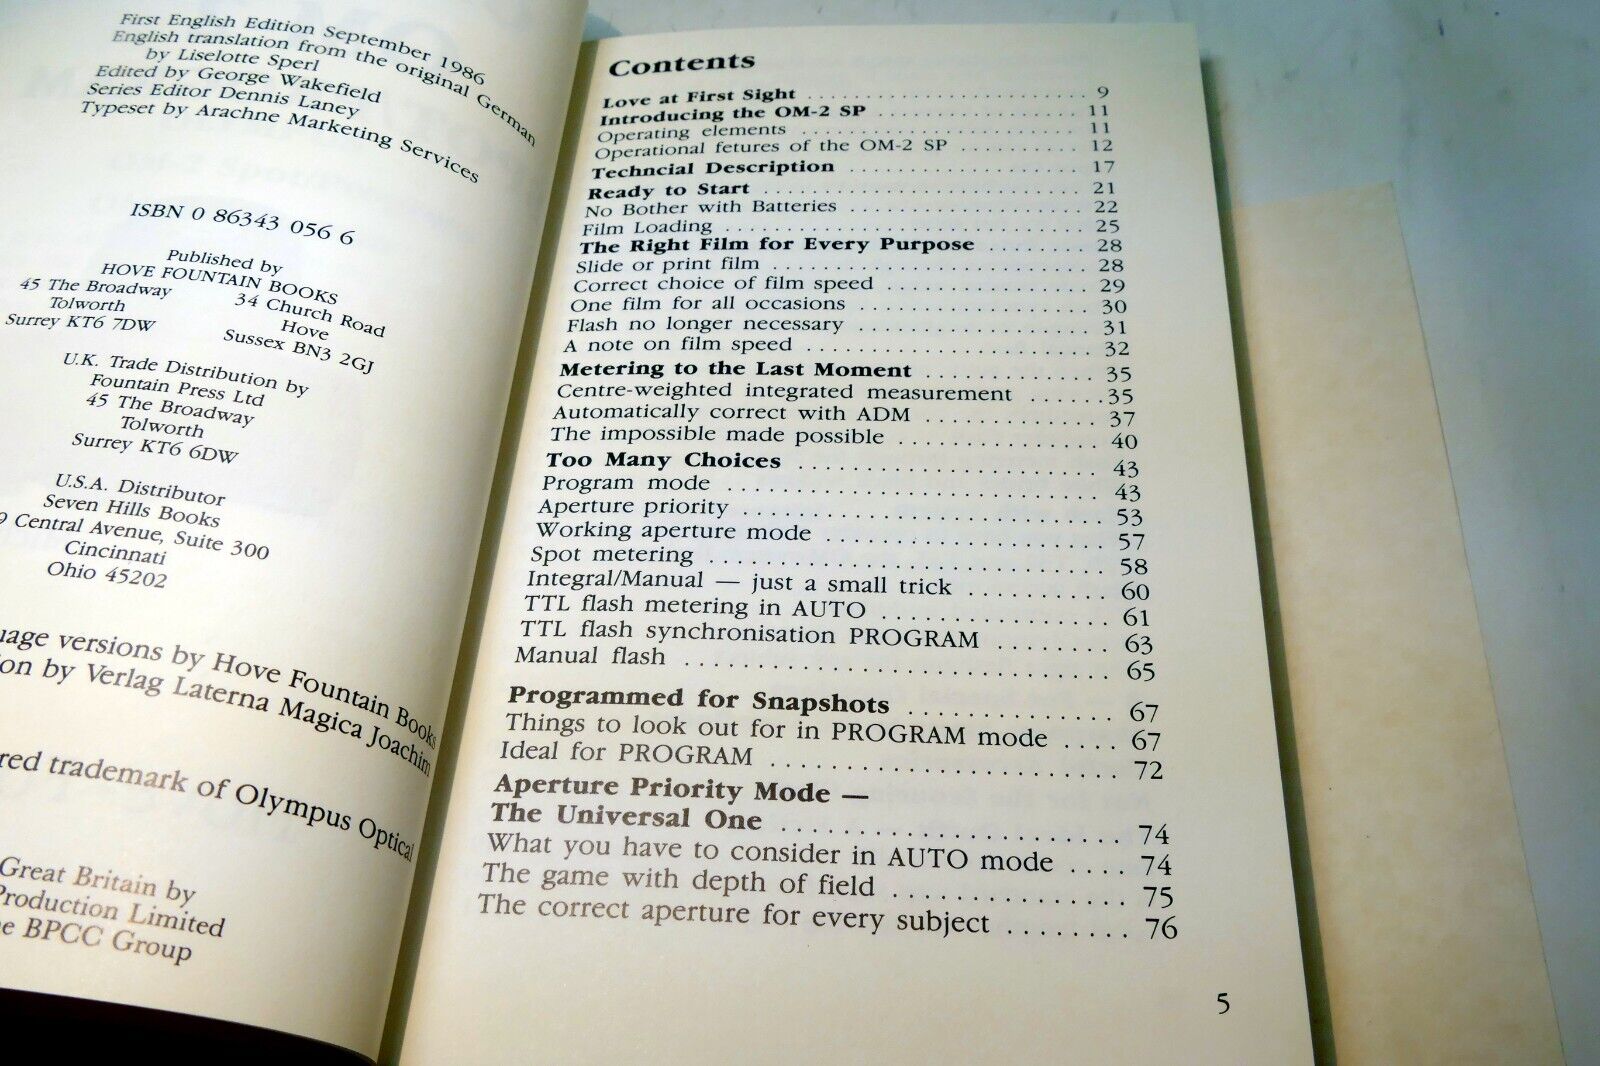 First English Edition September 1986
English translation from the original German
by Liselotte Sperl
Edited by George Wakefield
Series Editor Dennis Laney
Typeset by Arachne Marketing Services
ISBN 0 86343 056 6
Published by
HOVE FOUNTAIN BOOKS
45 The Broadway 34 Church Road
Tolworth Hove
Surrey KT6 7DW Sussex BN3 2GJ
U.K. Trade Distribution by
Fountain Press Ltd
45 The Broadway
Tolworth
Surrey KT6 6DW
U.S.A. Distributor
Seven Hills Books
9 Central Avenue, Suite 300
Cincinnati
Ohio 45202
uage versions by Hove Fountain Books
on by Verlag Laterna Magica Joachim
red trademark of Olympus Optical
Great Britain by
Production Limited
e BPCC Group
Contents
Love at First Sight . . . . . . . . . . 9
Introducing the OM-2 SP . . . . . . . . . . 11
Operating elements . . . . . . . . . . 11
Operational fetures of the OM-2 SP . . . . . . . . . . 12
Techncial Description . . . . . . . . . . 17
Ready to Start . . . . . . . . . . 21
No Bother with Batteries . . . . . . . . . . 22
Film Loading . . . . . . . . . . 25
The Right Film for Every Purpose . . . . . . . . 28
Slide or print film . . . . . . . . . . 28
Correct choice of film speed . . . . . . . . . . 29
One film for all occasions . . . . . . . . . . 30
Flash no longer necessary . . . . . . . . . . 31
A note on film speed . . . . . . . . . . 32
Metering to the Last Moment . . . . . . . . . . 35
Centre-weighted integrated measurement . . . . . . 35
Automatically correct with ADM . . . . . . . . . . 37
The impossible made possible . . . . . . . . . . 40
Too Many Choices . . . . . . . . . . 43
Program mode . . . . . . . . . . 43
Aperture priority . . . . . . . . . . 53
Working aperture mode . . . . . . . . . . 57
Spot metering . . . . . . . . . . 58
Integral/Manual — just a small trick . . . . . . . . . . 60
TTL flash metering in AUTO . . . . . . . . . . 61
TTL flash synchronisation PROGRAM . . . . . . . . 63
Manual flash . . . . . . . . . . 65
Programmed for Snapshots . . . . . . . . . . 67
Things to look out for in PROGRAM mode . . . . 67
Ideal for PROGRAM . . . . . . . . . . 72
Aperture Priority Mode —
The Universal One . . . . . . . . . . 74
What you have to consider in AUTO mode . . . . 74
The game with depth of field . . . . . . . . . . 75
The correct aperture for every subject . . . . . . . . 76
5